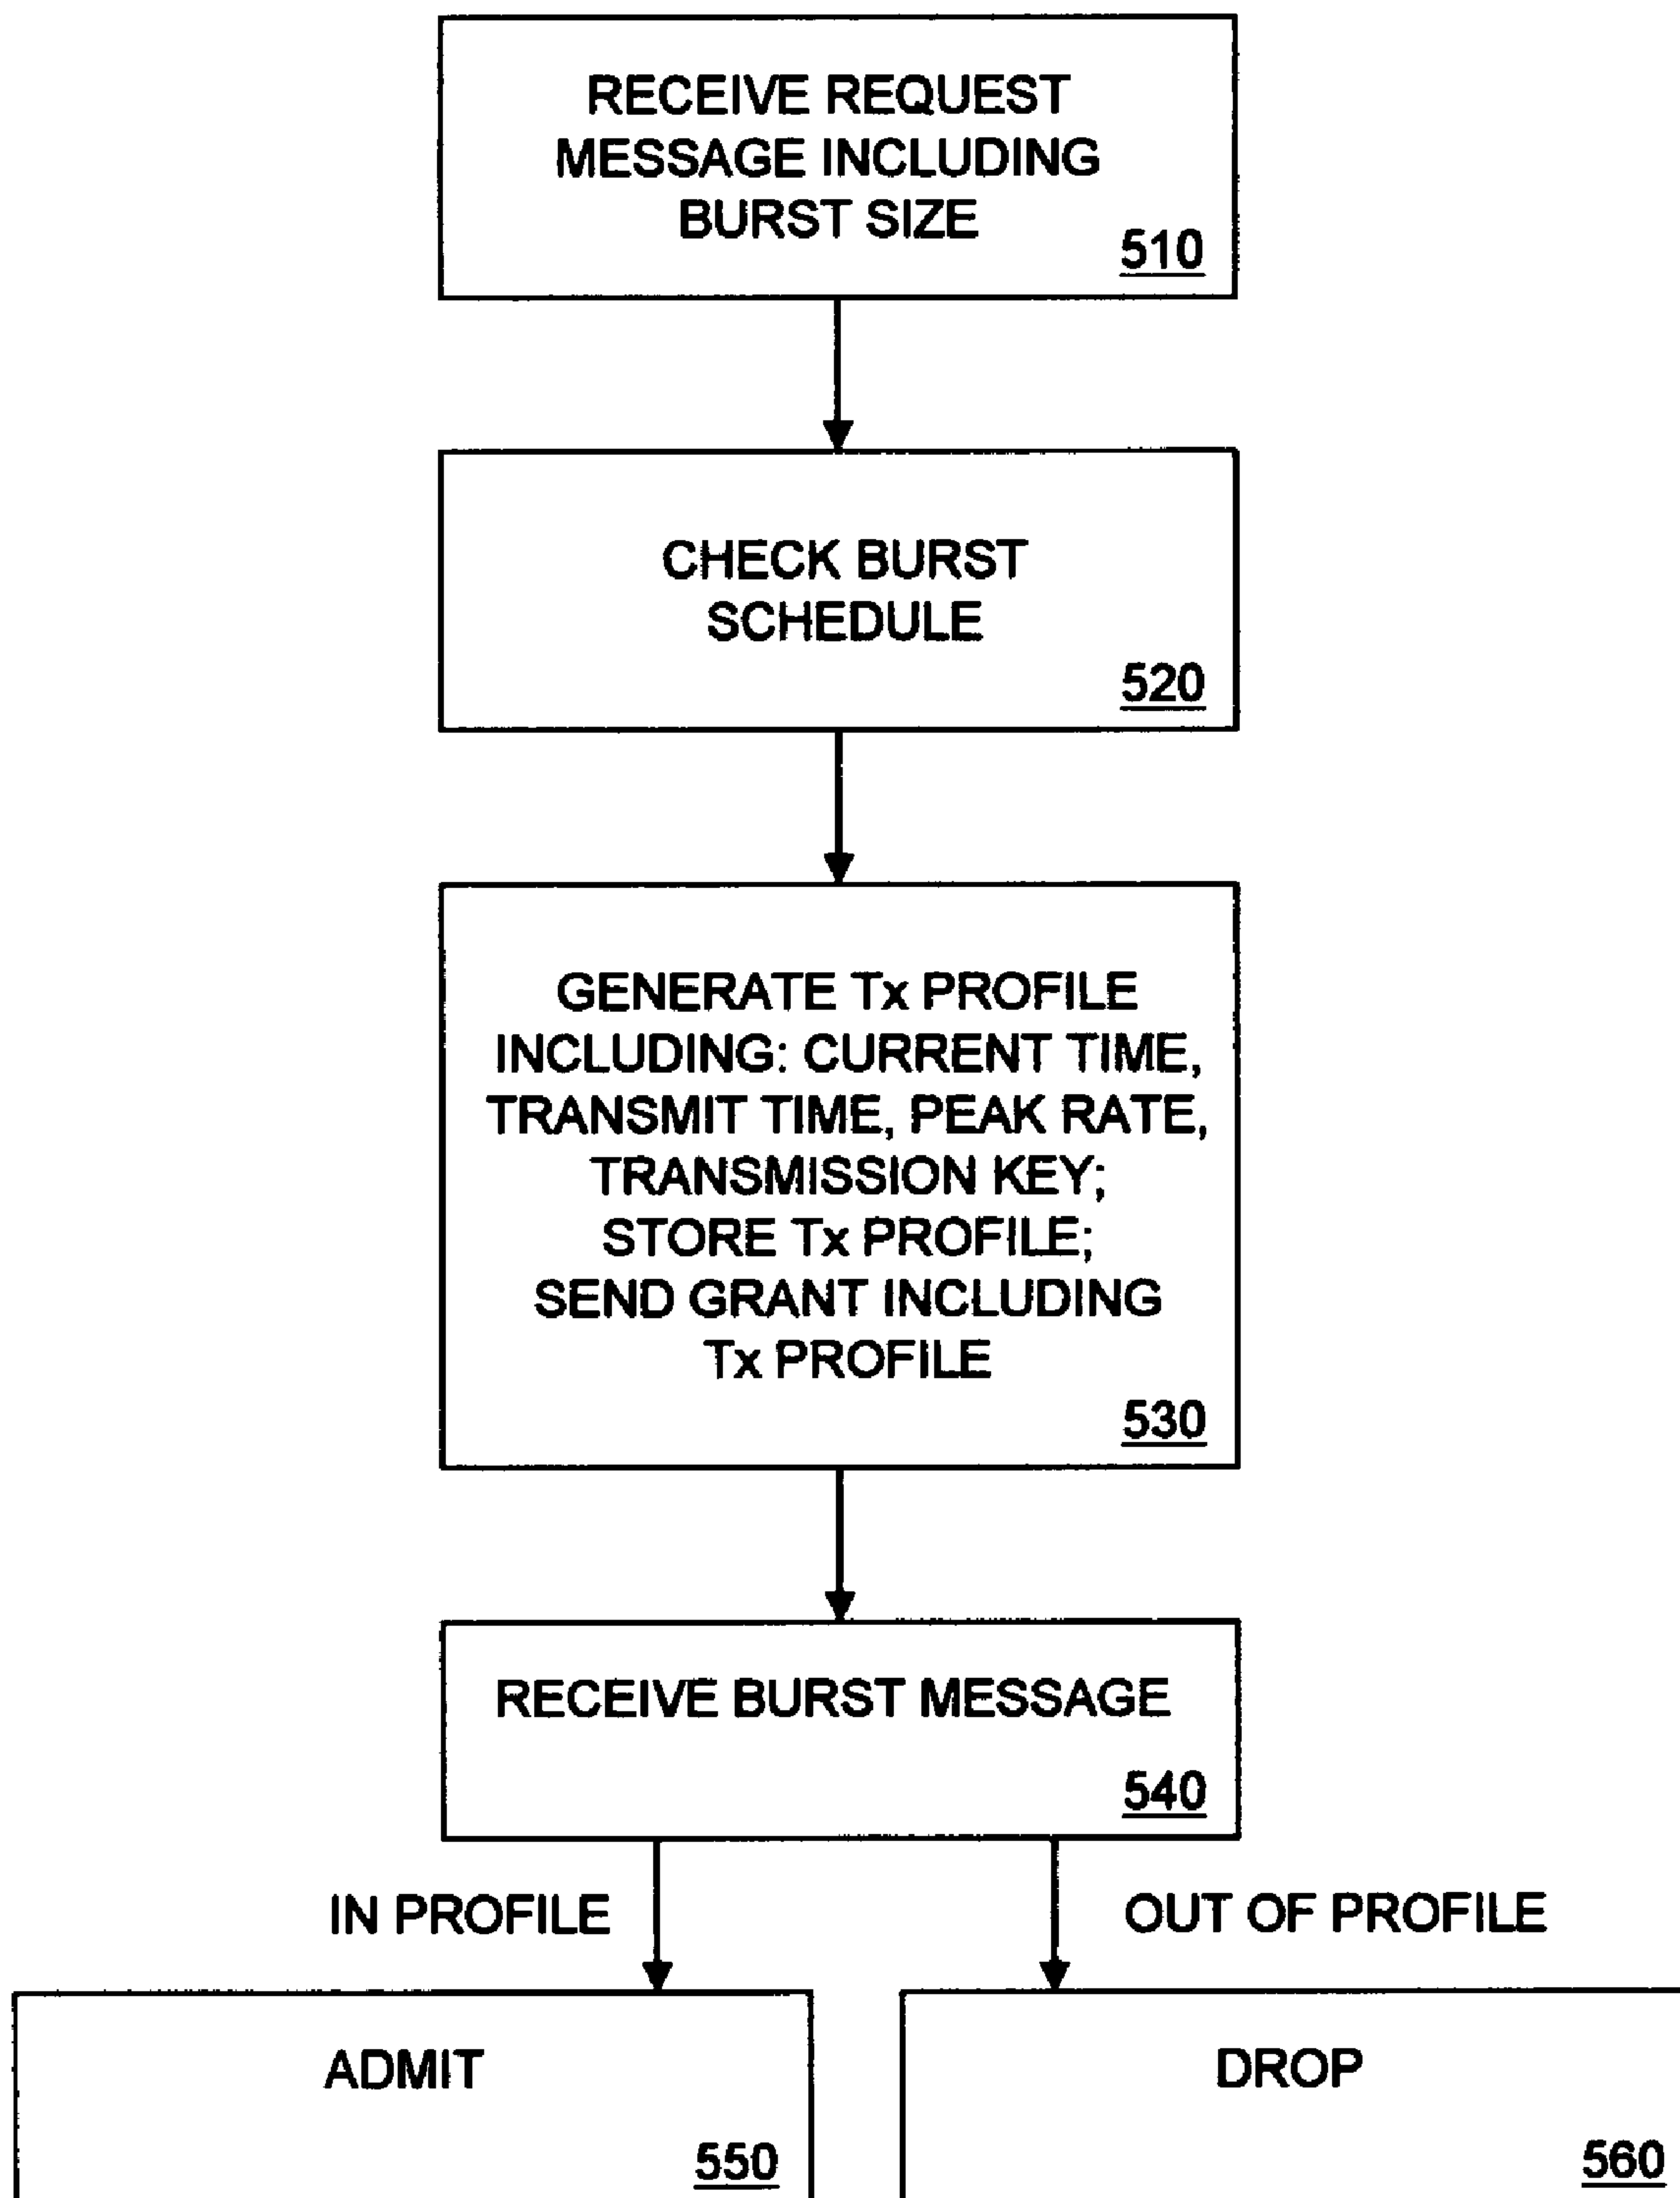 RECEIVE REQUEST
MESSAGE INCLUDING
BURST SIZE
510
CHECK BURST
SCHEDULE
520
GENERATE Tx PROFILE
INCLUDING: CURRENT TIME,
TRANSMIT TIME, PEAK RATE,
TRANSMISSION KEY;
STORE Tx PROFILE;
SEND GRANT INCLUDING
Tx PROFILE
530
RECEIVE BURST MESSAGE
540
IN PROFILE
OUT OF PROFILE
ADMIT
550
DROP
560